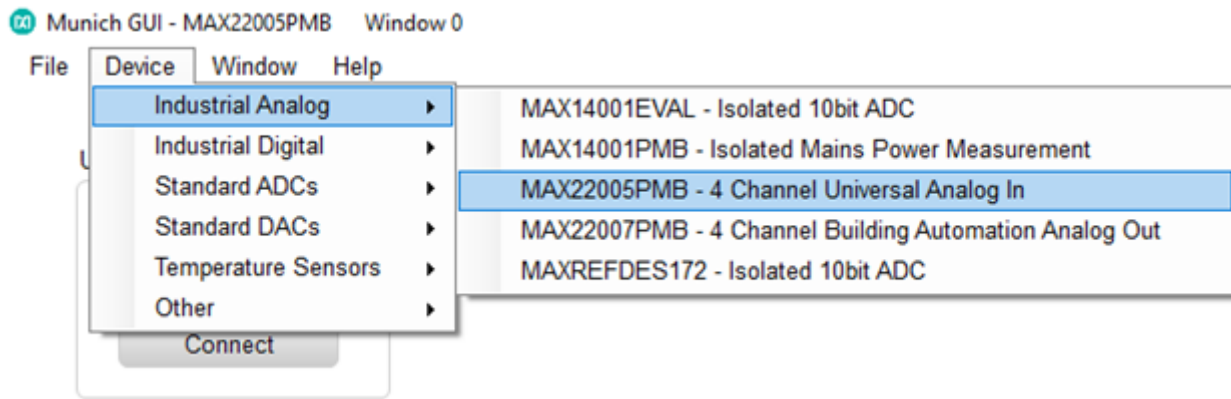 Munich GUI - MAX22005PMB Window 0
File Device Window Help
Industrial Analog
Industrial Digital
Standard ADCs
Standard DACs
Temperature Sensors
Other
MAX14001EVAL - Isolated 10bit ADC
MAX14001PMB - Isolated Mains Power Measurement
MAX22005PMB - 4 Channel Universal Analog In
MAX22007PMB - 4 Channel Building Automation Analog Out
MAXREFDES172 - Isolated 10bit ADC
Connect